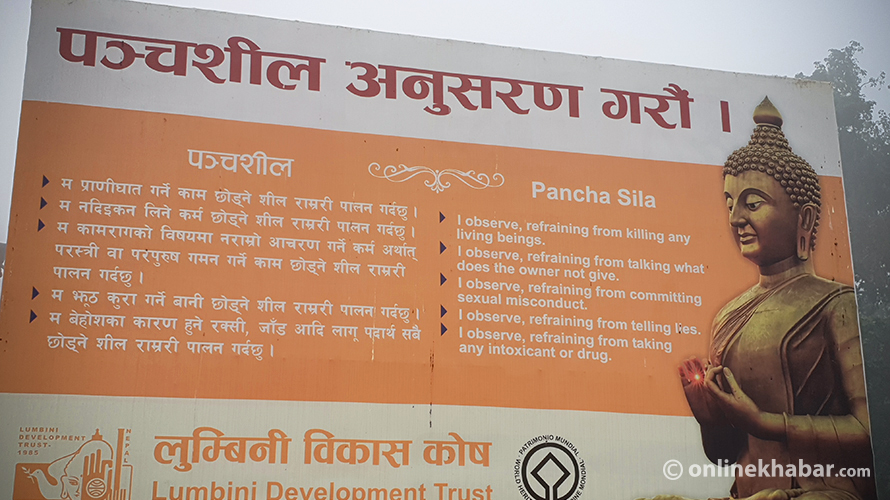 पञ्चशील अनुसरण गरौं ।
पञ्चशील
म प्राणीघात गर्ने काम छोड्ने शील राम्ररी पालन गर्दछु ।
म नदिइकन लिने कर्म छोड्ने शील राम्ररी पालन गर्दछु ।
म कामरागको विषयमा नराम्रो आचरण गर्ने कर्म अर्थात्
परस्त्री वा परपुरुष गमन गर्ने काम छोड्ने शील राम्ररी
पालन गर्दछु ।
म झूठ कुरा गर्ने बानी छोड्ने शील राम्ररी पालन गर्दछु ।
म बेहोशका कारण हुने रक्सी, जाँड आदि लागू पदार्थ सबै
छोड्ने शील राम्ररी पालन गर्दछु ।
Pancha Sila
I observe, refraining from killing any
living beings.
I observe, refraining from talking what
does the owner not give.
I observe, refraining from committing
sexual misconduct.
I observe, refraining from telling lies.
I observe, refraining from taking
any intoxicant or drug.
LUMBINI
DEVELOPMENT
TRUST-
1985
NEPAL
लुम्बिनी विकास कोष
Lumbini Development Trust
PATRIMONIO MUNDIAL
WORLD
MONDIAL
© onlinekhabar.com